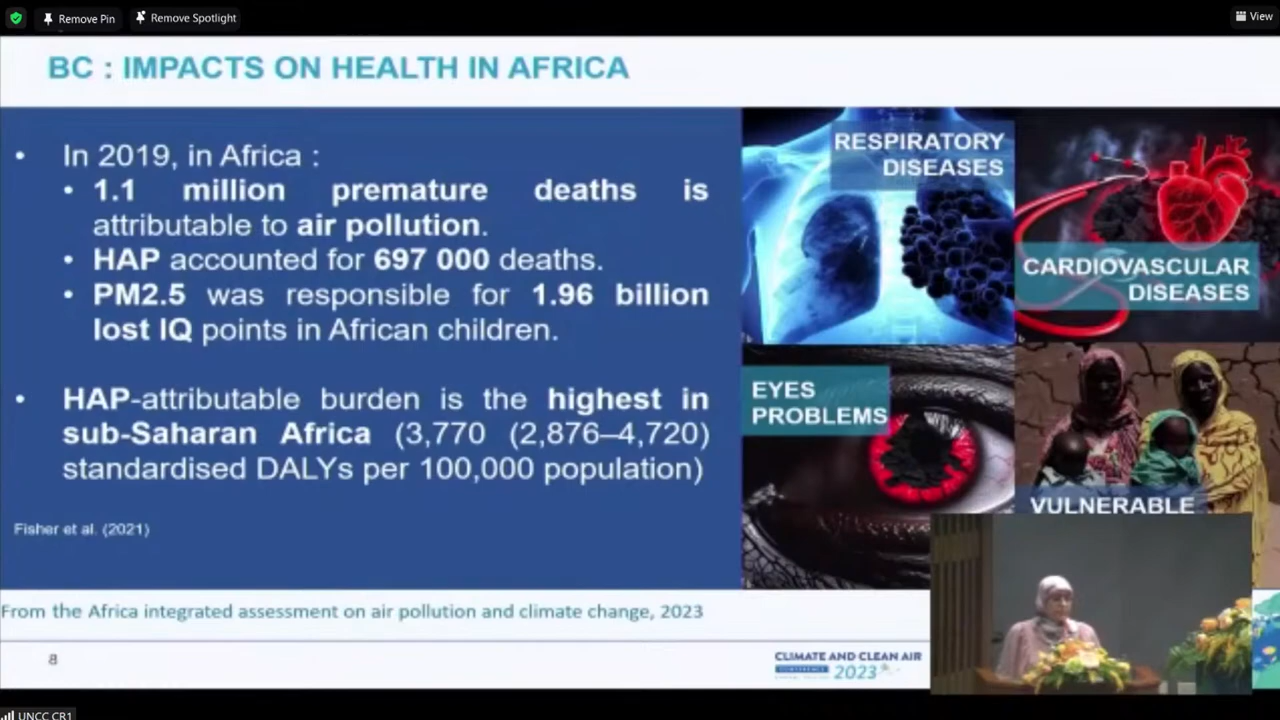 Remove Pin
Remove Spotlight
View
BC : IMPACTS ON HEALTH IN AFRICA
• In 2019, in Africa :
• 1.1 million premature deaths is
attributable to air pollution.
• HAP accounted for 697 000 deaths.
• PM2.5 was responsible for 1.96 billion
lost IQ points in African children.
• HAP-attributable burden is the highest in
sub-Saharan Africa (3,770 (2,876–4,720)
standardised DALYs per 100,000 population)
Fisher et al. (2021)
RESPIRATORY
DISEASES
CARDIOVASCULAR
DISEASES
EYES
PROBLEMS
VULNERABLE
From the Africa integrated assessment on air pollution and climate change, 2023
8
CLIMATE AND CLEAN AIR
CONFERENCE
2023
UNCC CR1